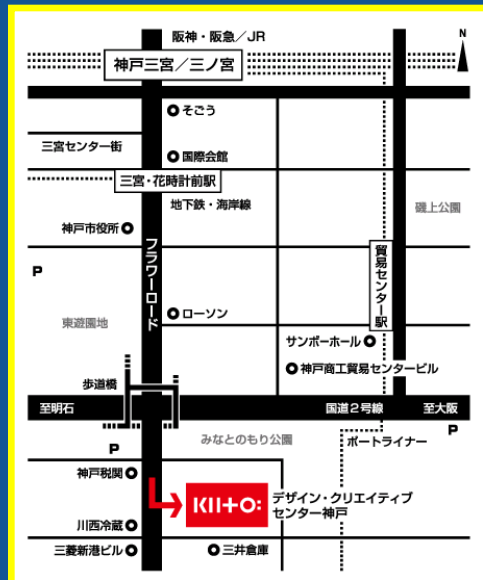 阪神・阪急／JR
N
神戸三宮／三ノ宮
そごう
三宮センター街
国際会館
三宮・花時計前駅
地下鉄・海岸線
磯上公園
神戸市役所
フラワーロード
貿易センター駅
P
ローソン
東遊園地
サンボーホール
神戸商工貿易センタービル
歩道橋
至明石
国道2号線
至大阪
P
みなとのもり公園
ポートライナー
P
神戸税関
KIITO:
デザイン・クリエイティブ
センター神戸
川西冷蔵
三菱新港ビル
三井倉庫